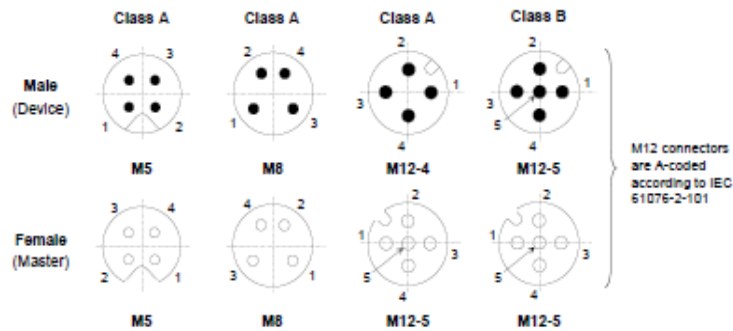 Class A Class A Class A Class B
4 3 2 4 2 2
Male
(Device)
1 1
3 3
1 2 1 3 5
4 4
M5 M8 M12-4 M12-5
M12 connectors
are A-coded
according to IEC
61076-2-101
3 4 4 2 2 2
Female
(Master)
1 3 1 3
2 1 3 1 5 5
4 4
M5 M8 M12-5 M12-5